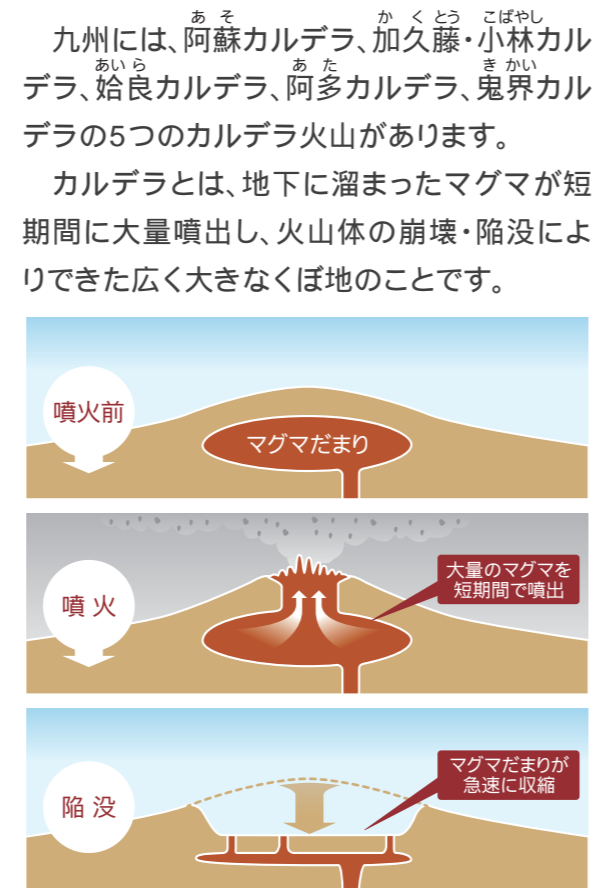 九州には、阿蘇カルデラ、加久藤・小林カル
デラ、姶良カルデラ、阿多カルデラ、鬼界カル
デラの5つのカルデラ火山があります。
カルデラとは、地下に溜まったマグマが短
期間に大量噴出し、火山体の崩壊・陥没によ
りできた広く大きなくぼ地のことです。
噴火前
マグマだまり
噴火
大量のマグマを
短期間で噴出
陥没
マグマだまりが
急速に収縮